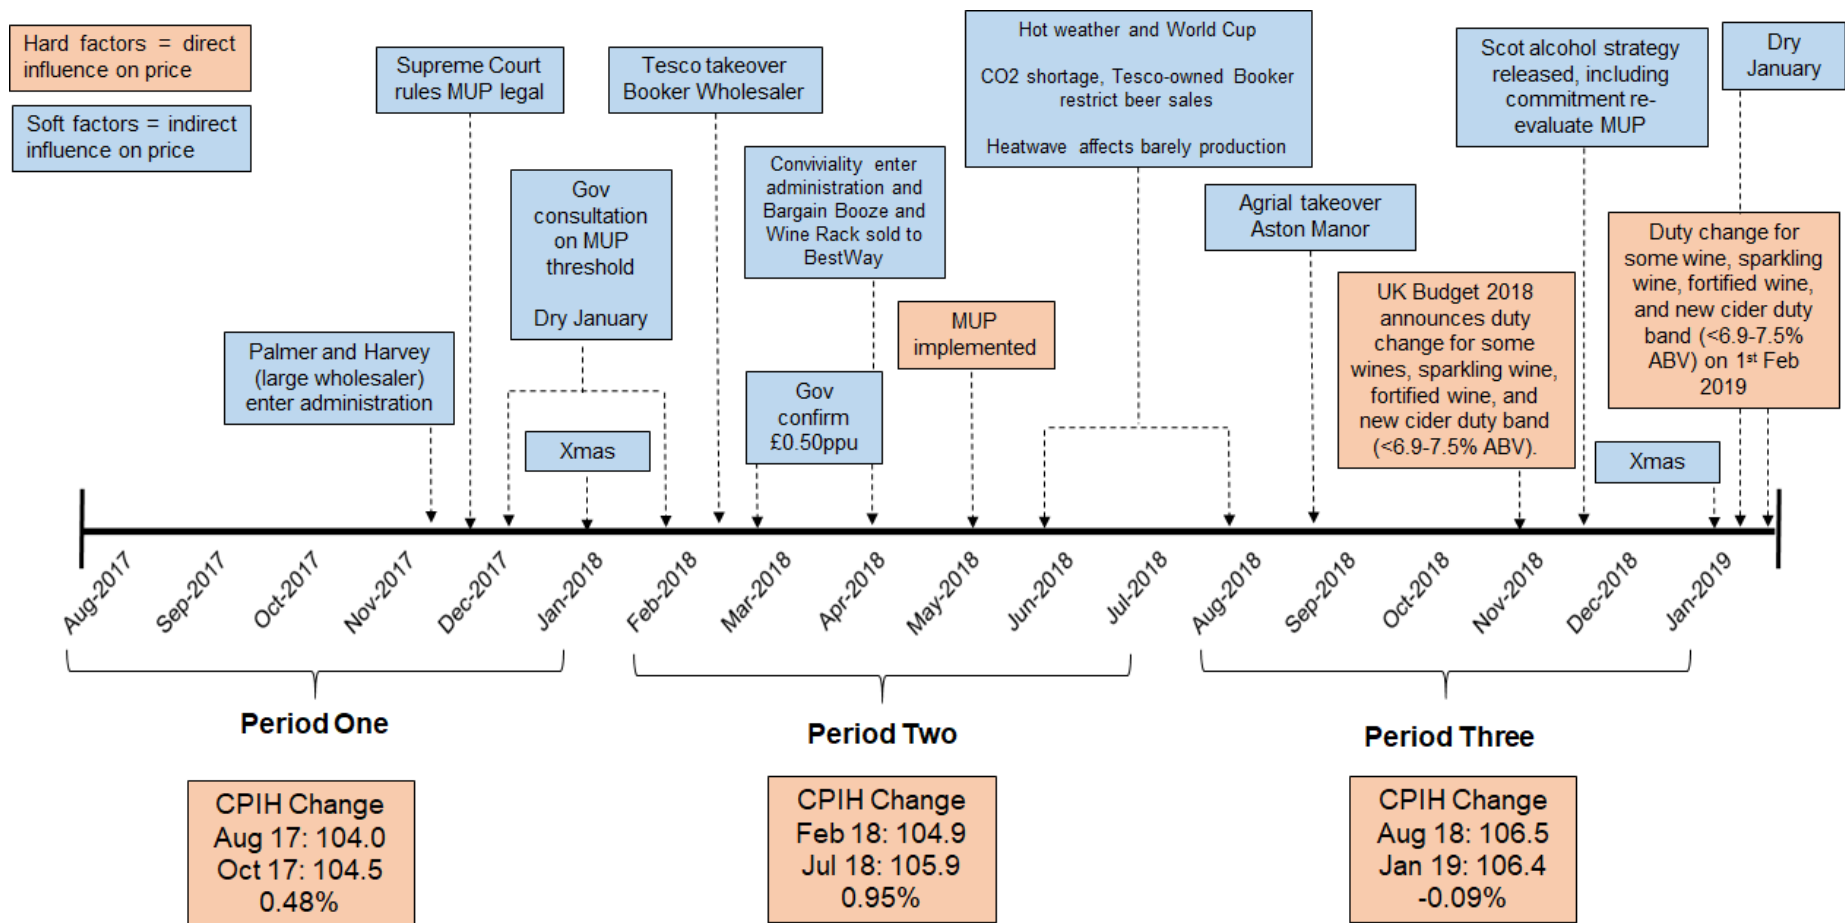 Hard factors = direct
influence on price
Soft factors = indirect
influence on price
Supreme Court
rules MUP legal
Tesco takeover
Booker Wholesaler
Hot weather and World Cup
CO2 shortage, Tesco-owned Booker
restrict beer sales
Heatwave affects barely production
Scot alcohol strategy
released, including
commitment re-
evaluate MUP
Dry
January
Gov
consultation
on MUP
threshold
Dry January
Conviviality enter
administration and
Bargain Booze and
Wine Rack sold to
BestWay
Agrial takeover
Aston Manor
Duty change for
some wine, sparkling
wine, fortified wine,
and new cider duty
band (<6.9-7.5%
ABV) on 1st Feb
2019
Palmer and Harvey
(large wholesaler)
enter administration
Xmas
Gov
confirm
£0.50ppu
MUP
implemented
UK Budget 2018
announces duty
change for some
wines, sparkling wine,
fortified wine, and
new cider duty band
(<6.9-7.5% ABV).
Xmas
Aug-2017
Sep-2017
Oct-2017
Nov-2017
Dec-2017
Jan-2018
Feb-2018
Mar-2018
Apr-2018
May-2018
Jun-2018
Jul-2018
Aug-2018
Sep-2018
Oct-2018
Nov-2018
Dec-2018
Jan-2019
Period One
Period Two
Period Three
CPIH Change
Aug 17: 104.0
Oct 17: 104.5
0.48%
CPIH Change
Feb 18: 104.9
Jul 18: 105.9
0.95%
CPIH Change
Aug 18: 106.5
Jan 19: 106.4
-0.09%